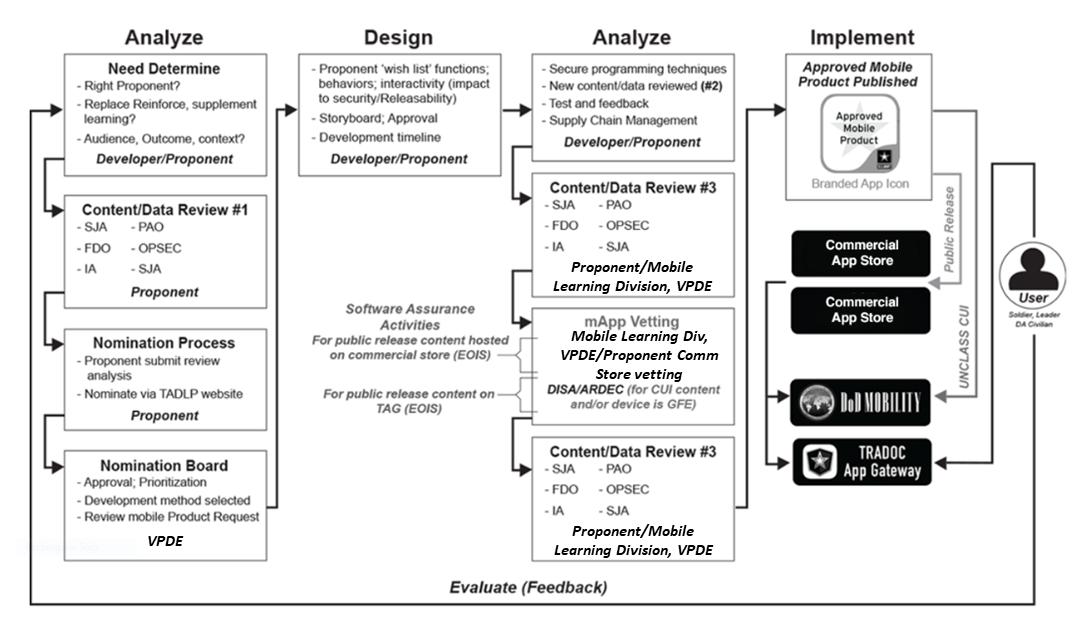 Analyze
Need Determine
- Right Proponent?
- Replace Reinforce, supplement
learning?
- Audience, Outcome, context?
Developer/Proponent
Content/Data Review #1
- SJA - PAO
- FDO - OPSEC
- IA - SJA
Proponent
Nomination Process
- Proponent submit review
analysis
- Nominate via TADLP website
Proponent
Nomination Board
- Approval; Prioritization
- Development method selected
- Review mobile Product Request
VPDE
Design
- Proponent ‘wish list’ functions;
behaviors; interactivity (impact
to security/Releasability)
- Storyboard; Approval
- Development timeline
Developer/Proponent
Software Assurance
Activities
For public release content hosted
on commercial store (EOIS)
For public release content on
TAG (EOIS)
Analyze
- Secure programming techniques
- New content/data reviewed (#2)
- Test and feedback
- Supply Chain Management
Developer/Proponent
Content/Data Review #3
- SJA - PAO
- FDO - OPSEC
- IA - SJA
Proponent/Mobile
Learning Division, VPDE
mApp Vetting
Mobile Learning Div,
VPDE/Proponent Comm
Store vetting
DISA/ARDEC (for CUI content
and/or device is GFE)
Content/Data Review #3
- SJA - PAO
- FDO - OPSEC
- IA - SJA
Proponent/Mobile
Learning Division, VPDE
Implement
Approved Mobile
Product Published
Approved
Mobile
Product
Branded App Icon
Public Release
UNCLASS CUI
Commercial
App Store
Commercial
App Store
DoD MOBILITY
TRADOC
App Gateway
User
Soldier, Leader
DA Civilian
Evaluate (Feedback)